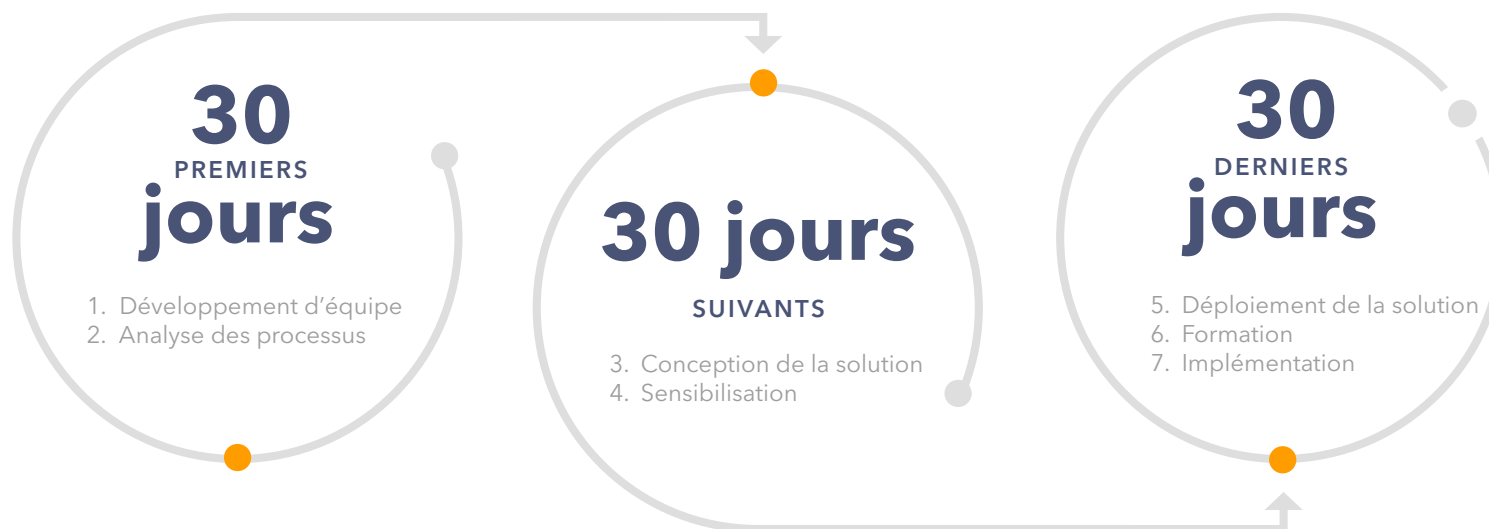 30
PREMIERS
jours
1. Développement d’équipe
2. Analyse des processus
30 jours
SUIVANTS
3. Conception de la solution
4. Sensibilisation
30
DERNIERS
jours
5. Déploiement de la solution
6. Formation
7. Implémentation